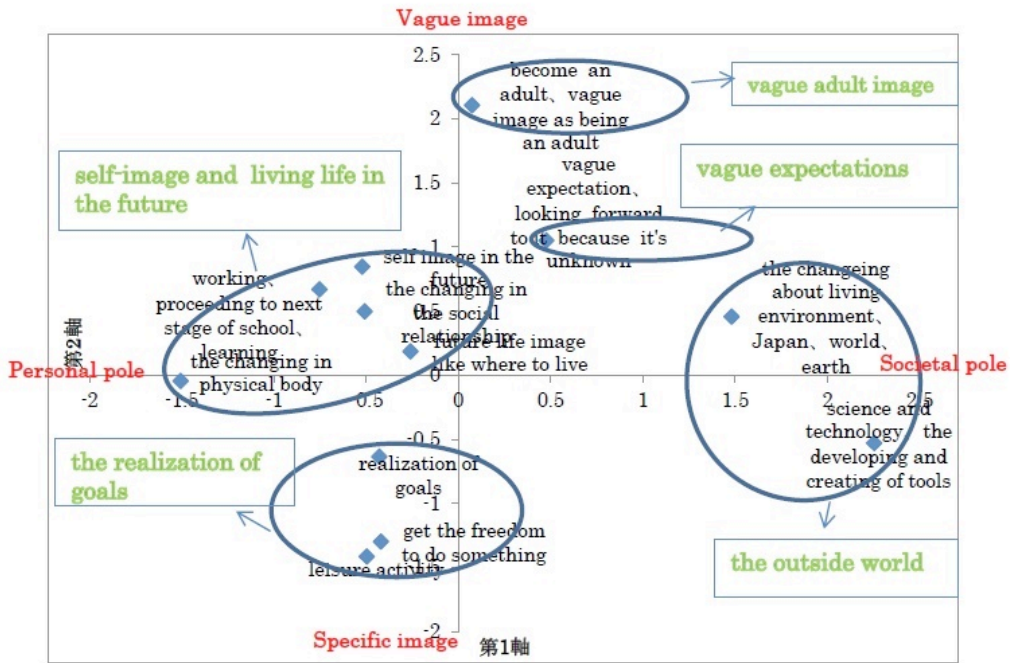 Vague image
2.5
become an
adult、vague
image as being
an adult
vague adult image
2
vague
expectation、
looking forward
to it because it's
unknown
vague expectations
1.5
1
self-image and living life in
the future
working、
proceeding to next
stage of school、
learning
self image in the
future
the changing in
the social
relationship
0.5
future life image
like where to live
the changing in
physical body
the changeing
about living
environment、
Japan、world、
earth
第2軸
Personal pole
Societal pole
-2
-1.5
-1
-0.5
0
0.5
1
1.5
2
2.5
science and
technology the
developing and
creating of tools
the outside world
-0.5
the realization of
goals
realization of
goals
-1
get the freedom
to do something
leisure activity
-1.5
-2
Specific image
第1軸